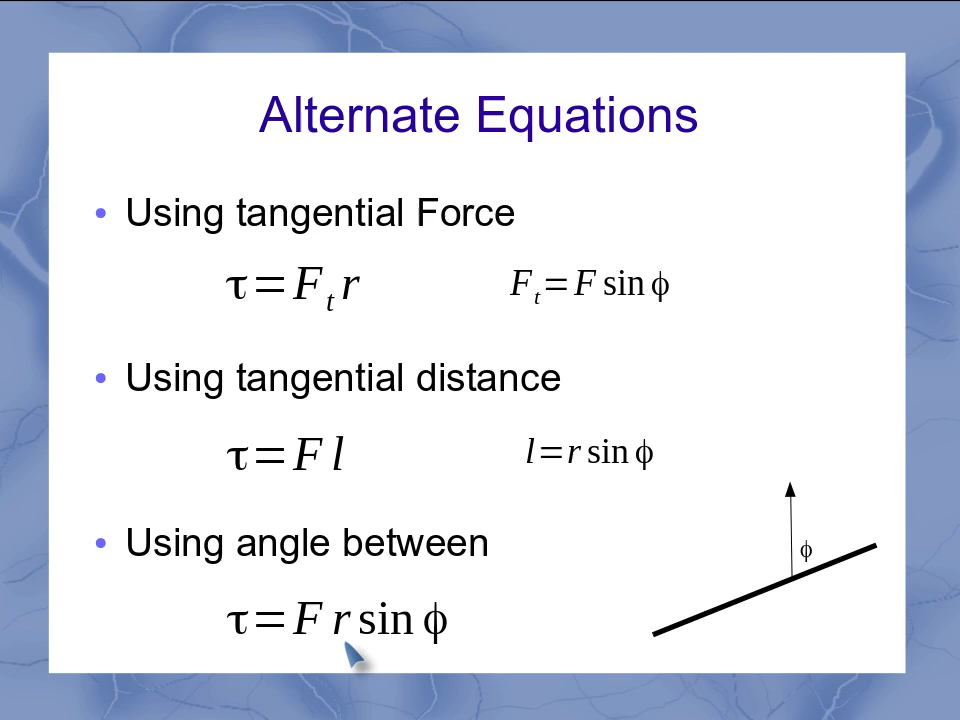 Alternate Equations
• Using tangential Force
τ=F_t r    F_t=F sin ϕ
• Using tangential distance
τ=F l    l=r sin ϕ
• Using angle between
τ=F r sin ϕ
ϕ